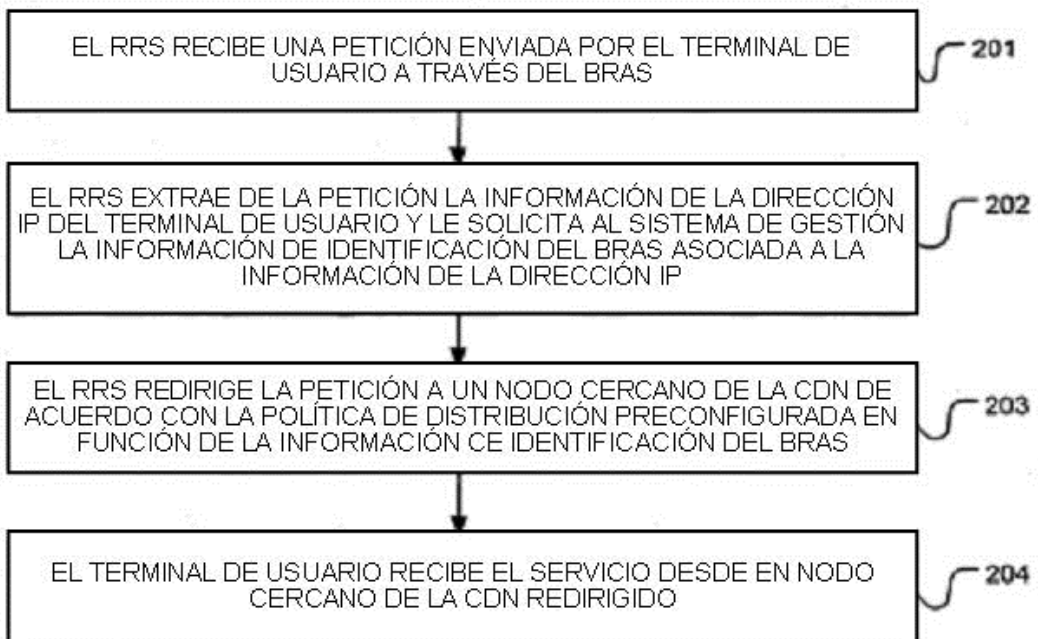 EL RRS RECIBE UNA PETICIÓN ENVIADA POR EL TERMINAL DE
USUARIO A TRAVÉS DEL BRAS
201
EL RRS EXTRAE DE LA PETICIÓN LA INFORMACIÓN DE LA DIRECCIÓN
IP DEL TERMINAL DE USUARIO Y LE SOLICITA AL SISTEMA DE GESTIÓN
LA INFORMACIÓN DE IDENTIFICACIÓN DEL BRAS ASOCIADA A LA
INFORMACIÓN DE LA DIRECCIÓN IP
202
EL RRS REDIRIGE LA PETICIÓN A UN NODO CERCANO DE LA CDN DE
ACUERDO CON LA POLÍTICA DE DISTRIBUCIÓN PRECONFIGURADA EN
FUNCIÓN DE LA INFORMACIÓN CE IDENTIFICACIÓN DEL BRAS
203
EL TERMINAL DE USUARIO RECIBE EL SERVICIO DESDE EN NODO
CERCANO DE LA CDN REDIRIGIDO
204